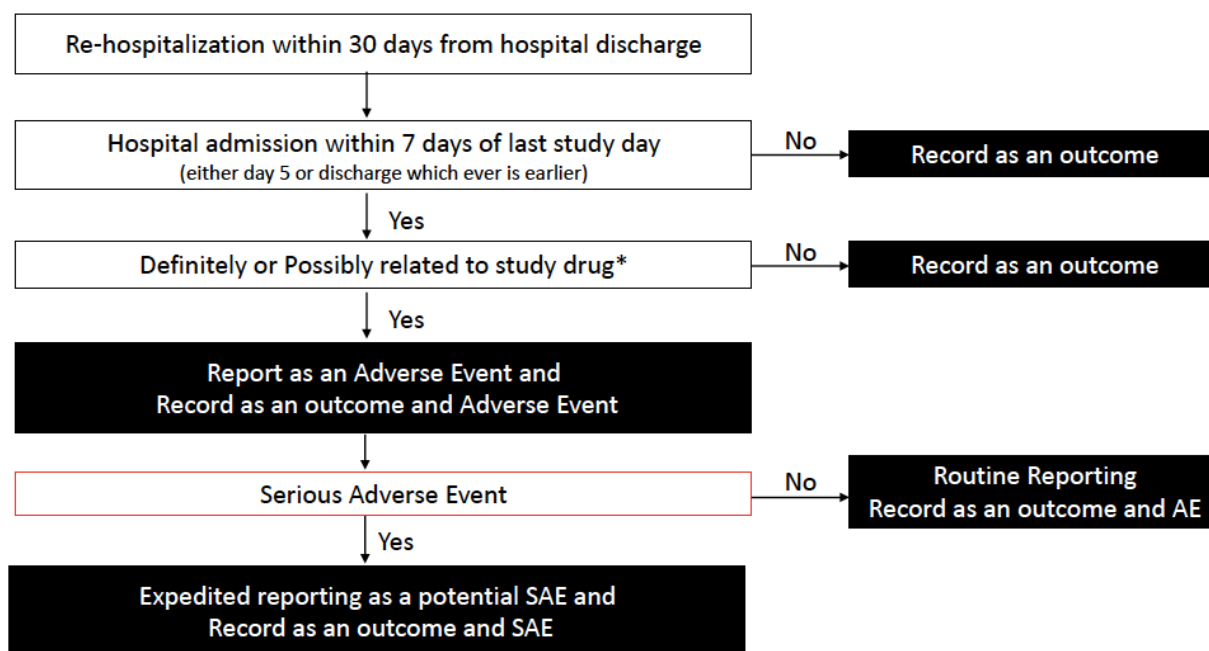 Re-hospitalization within 30 days from hospital discharge
Hospital admission within 7 days of last study day
(either day 5 or discharge which ever is earlier)
No
Record as an outcome
Yes
Definitely or Possibly related to study drug*
No
Record as an outcome
Yes
Report as an Adverse Event and
Record as an outcome and Adverse Event
Serious Adverse Event
No
Routine Reporting
Record as an outcome and AE
Yes
Expedited reporting as a potential SAE and
Record as an outcome and SAE